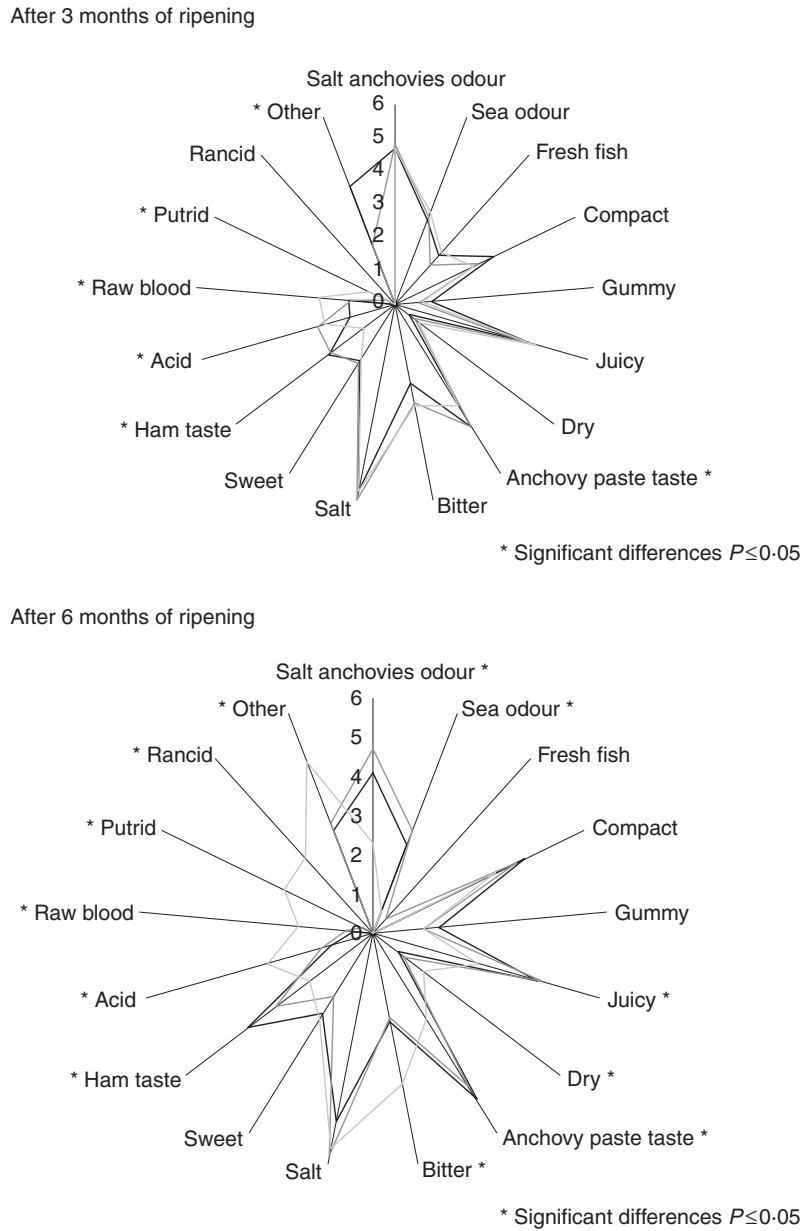 After 3 months of ripening
Salt anchovies odour
* Other
6
Sea odour
5
Rancid
4
Fresh fish
3
* Putrid
Compact
2
1
* Raw blood
0
Gummy
* Acid
Juicy
* Ham taste
Dry
Sweet
Anchovy paste taste *
Salt
Bitter
* Significant differences P≤0·05
After 6 months of ripening
Salt anchovies odour *
* Other
6
Sea odour *
5
* Rancid
Fresh fish
4
3
* Putrid
Compact
2
1
* Raw blood
Gummy
0
* Acid
Juicy *
* Ham taste
Dry *
Sweet
Anchovy paste taste *
Salt
Bitter *
* Significant differences P≤0·05